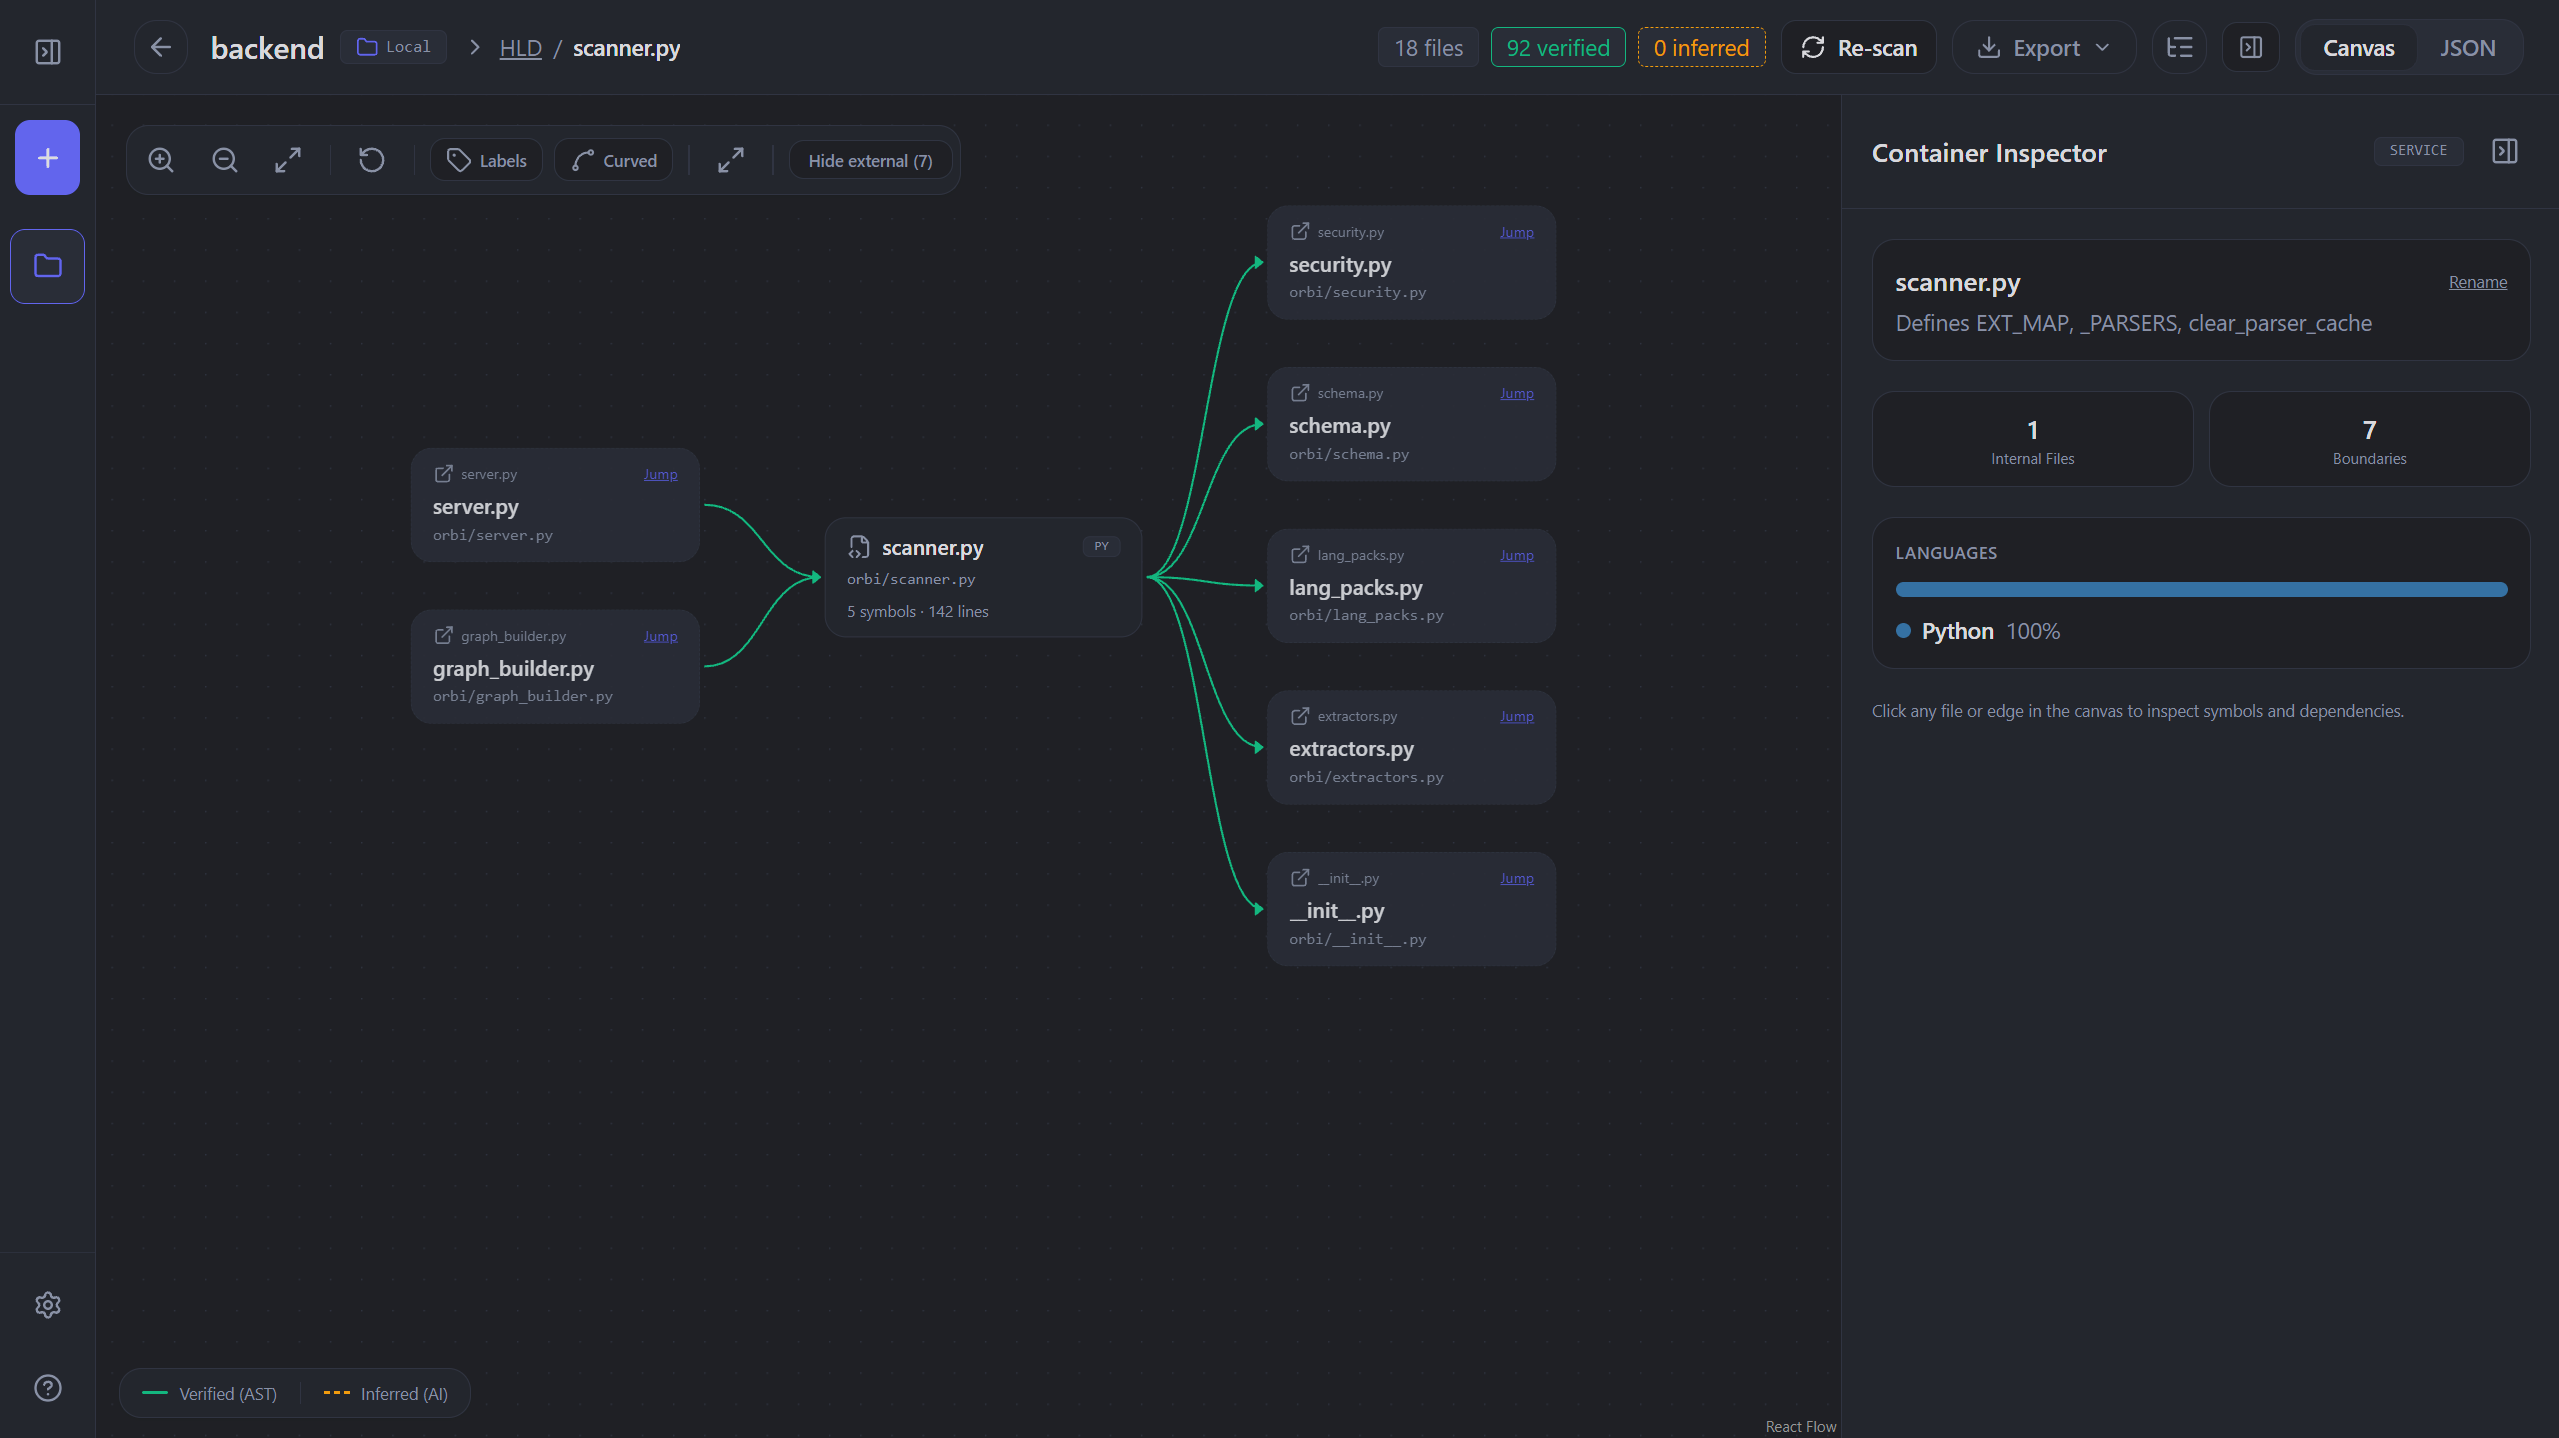 backend
Local
HLD / scanner.py
18 files
92 verified
0 inferred
Re-scan
Export
Canvas
JSON
Labels
Curved
Hide external (7)
server.py
Jump
server.py
orbi/server.py
graph_builder.py
Jump
graph_builder.py
orbi/graph_builder.py
scanner.py
PY
orbi/scanner.py
5 symbols · 142 lines
security.py
Jump
security.py
orbi/security.py
schema.py
Jump
schema.py
orbi/schema.py
lang_packs.py
Jump
lang_packs.py
orbi/lang_packs.py
extractors.py
Jump
extractors.py
orbi/extractors.py
__init__.py
Jump
__init__.py
orbi/__init__.py
Verified (AST)
Inferred (AI)
React Flow
Container Inspector
SERVICE
scanner.py
Rename
Defines EXT_MAP, _PARSERS, clear_parser_cache
1
Internal Files
7
Boundaries
LANGUAGES
Python 100%
Click any file or edge in the canvas to inspect symbols and dependencies.